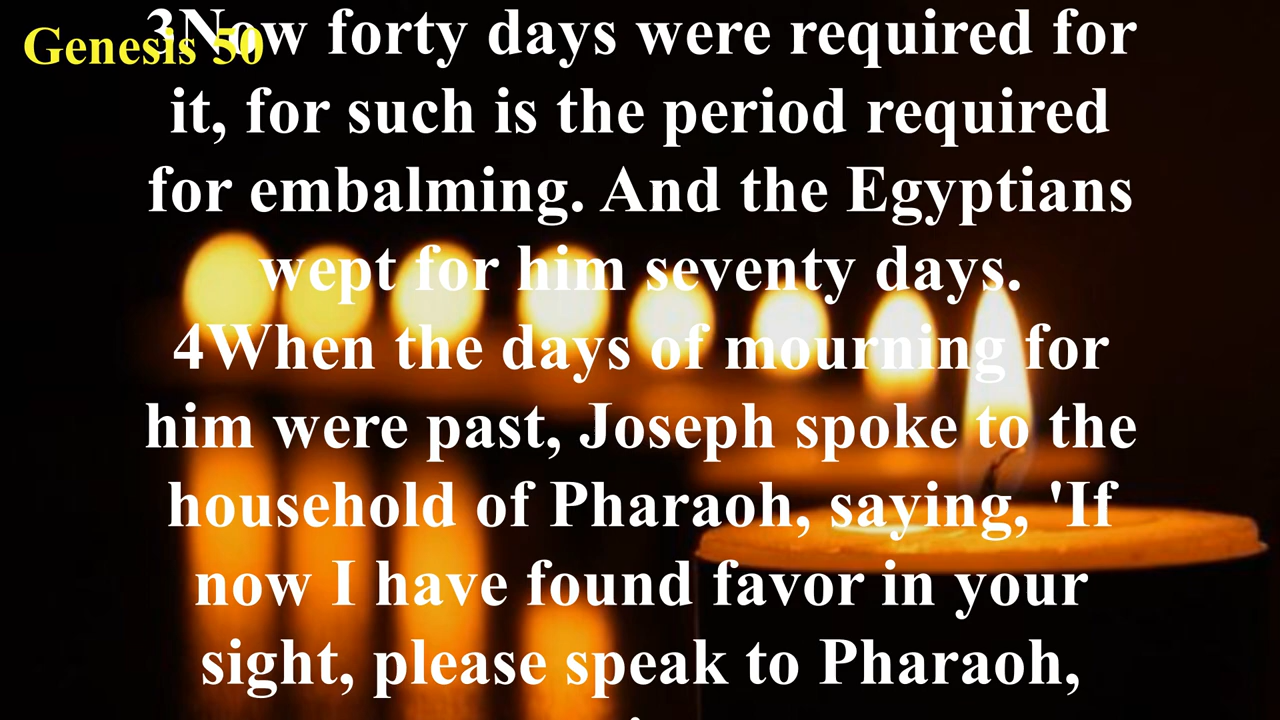 Genesis 50
3Now forty days were required for
it, for such is the period required
for embalming. And the Egyptians
wept for him seventy days.
4When the days of mourning for
him were past, Joseph spoke to the
household of Pharaoh, saying, 'If
now I have found favor in your
sight, please speak to Pharaoh,